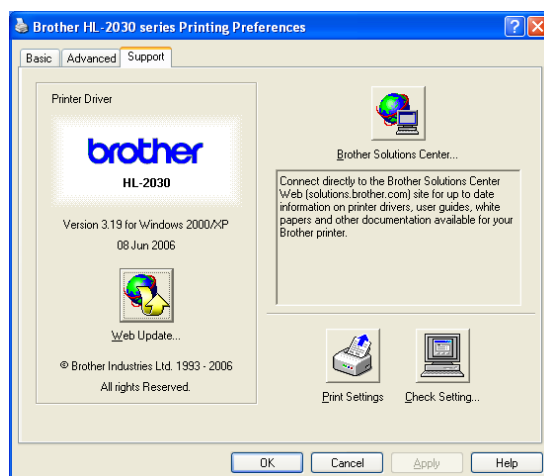 Brother HL-2030 series Printing Preferences
Basic
Advanced
Support
Printer Driver
brother
HL-2030
Version 3.19 for Windows 2000/XP
08 Jun 2006
Web Update...
© Brother Industries Ltd. 1993 - 2006
All rights Reserved.
Brother Solutions Center...
Connect directly to the Brother Solutions Center
Web (solutions.brother.com) site for up to date
information on printer drivers, user guides, white
papers and other documentation available for your
Brother printer.
Print Settings
Check Setting...
OK
Cancel
Apply
Help